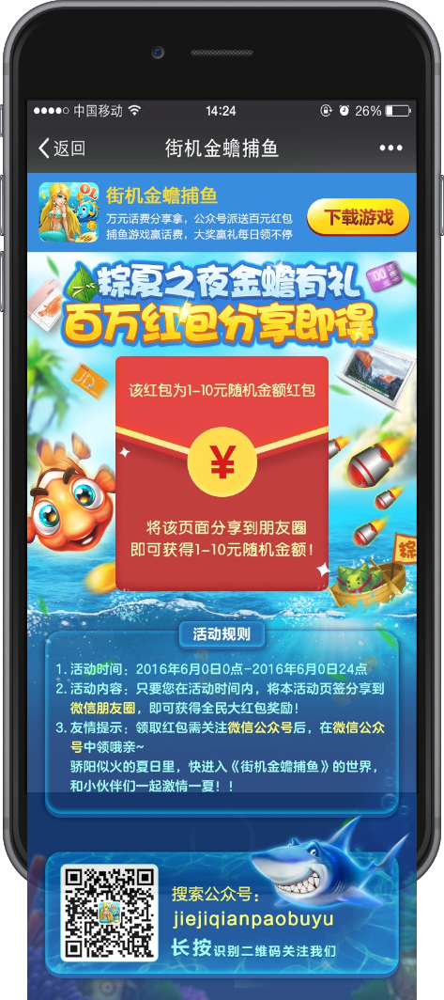 中国移动
14:24
26%
返回
街机金蟾捕鱼
OL
街机金蟾捕鱼
万元话费分享拿，公众号派送百元红包
捕鱼游戏赢话费，大奖赢礼每日领不停
下载游戏
粽夏之夜金蟾有礼
百万红包分享即得
JD
该红包为1-10元随机金额红包
¥
将该页面分享到朋友圈
即可获得1-10元随机金额！
粽
活动规则
1. 活动时间：2016年6月0日0点-2016年6月0日24点
2. 活动内容：只要您在活动时间内，将本活动页签分享到
微信朋友圈，即可获得全民大红包奖励！
3. 友情提示：领取红包需关注微信公众号后，在微信公众
号中领哦亲~
骄阳似火的夏日里，快进入《街机金蟾捕鱼》的世界，
和小伙伴们一起激情一夏！！
搜索公众号：
jiejiqianpaobuyu
长按识别二维码关注我们